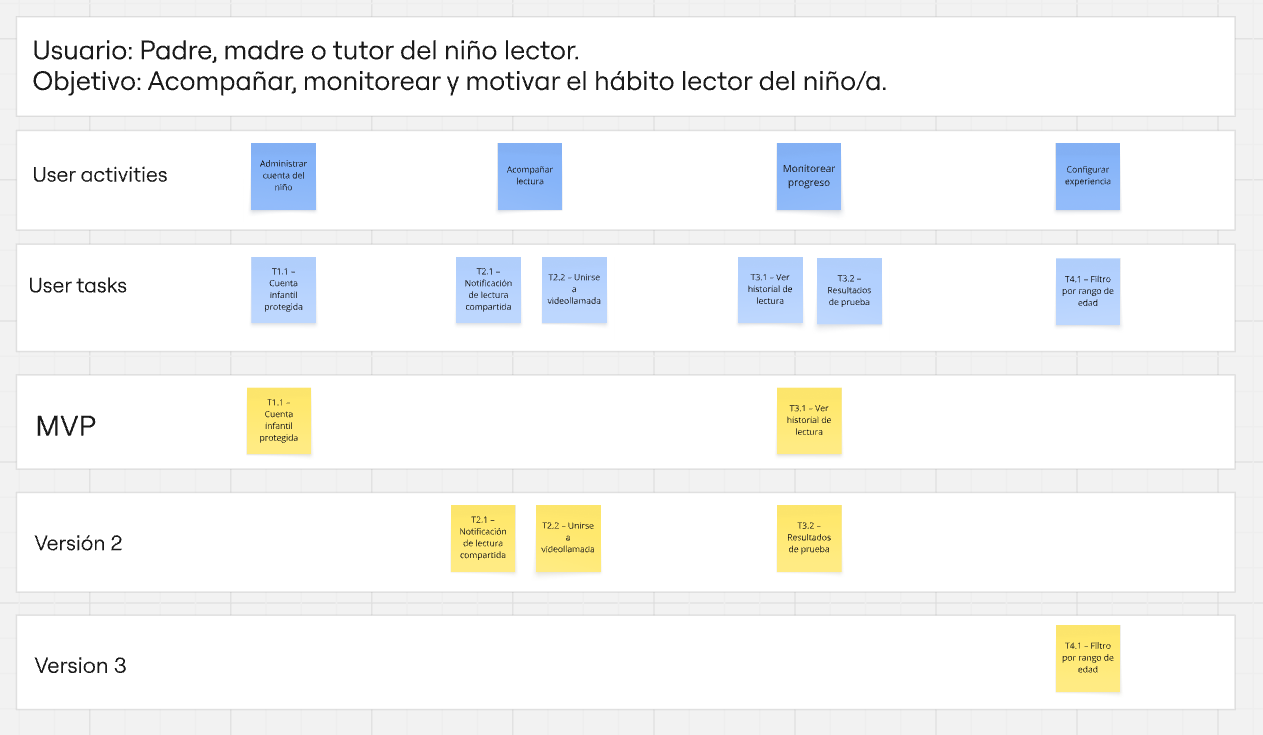 Usuario: Padre, madre o tutor del niño lector.
Objetivo: Acompañar, monitorear y motivar el hábito lector del niño/a.
User activities
Administrar
cuenta del
niño
Acompañar
lectura
Monitorear
progreso
Configurar
experiencia
User tasks
T1.1 –
Cuenta
infantil
protegida
T2.1 –
Notificación
de lectura
compartida
T2.2 – Unirse
a
videollamada
T3.1 – Ver
historial de
lectura
T3.2 –
Resultados
de prueba
T4.1 – Filtro
por rango de
edad
MVP
T1.1 –
Cuenta
infantil
protegida
T3.1 – Ver
historial de
lectura
Versión 2
T2.1 –
Notificación
de lectura
compartida
T2.2 – Unirse
a
videollamada
T3.2 –
Resultados
de prueba
Version 3
T4.1 – Filtro
por rango de
edad